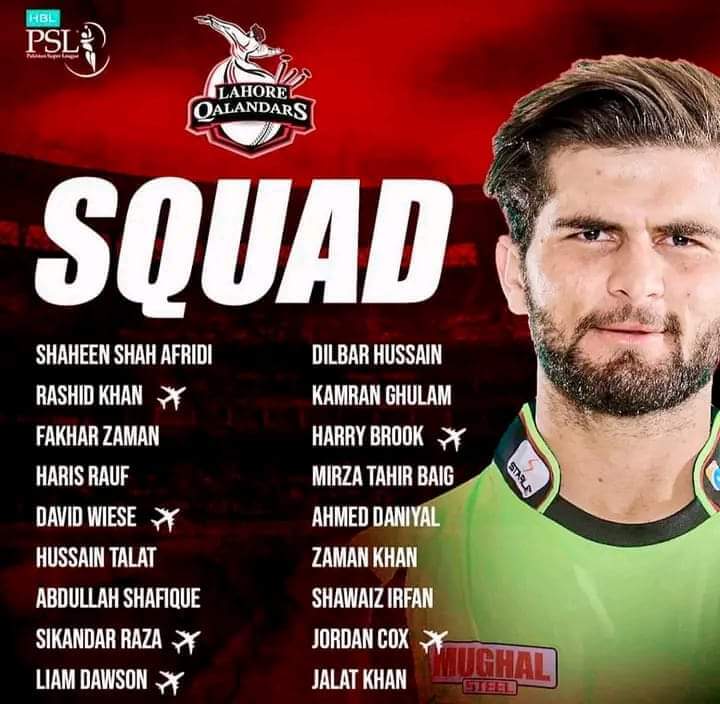 HBL
PSL
Pakistan Super League
LAHORE
QALANDARS
SQUAD
SHAHEEN SHAH AFRIDI
RASHID KHAN
FAKHAR ZAMAN
HARIS RAUF
DAVID WIESE
HUSSAIN TALAT
ABDULLAH SHAFIQUE
SIKANDAR RAZA
LIAM DAWSON
DILBAR HUSSAIN
KAMRAN GHULAM
HARRY BROOK
MIRZA TAHIR BAIG
AHMED DANIYAL
ZAMAN KHAN
SHAWAIZ IRFAN
JORDAN COX
JALAT KHAN
MUGHAL
STEEL